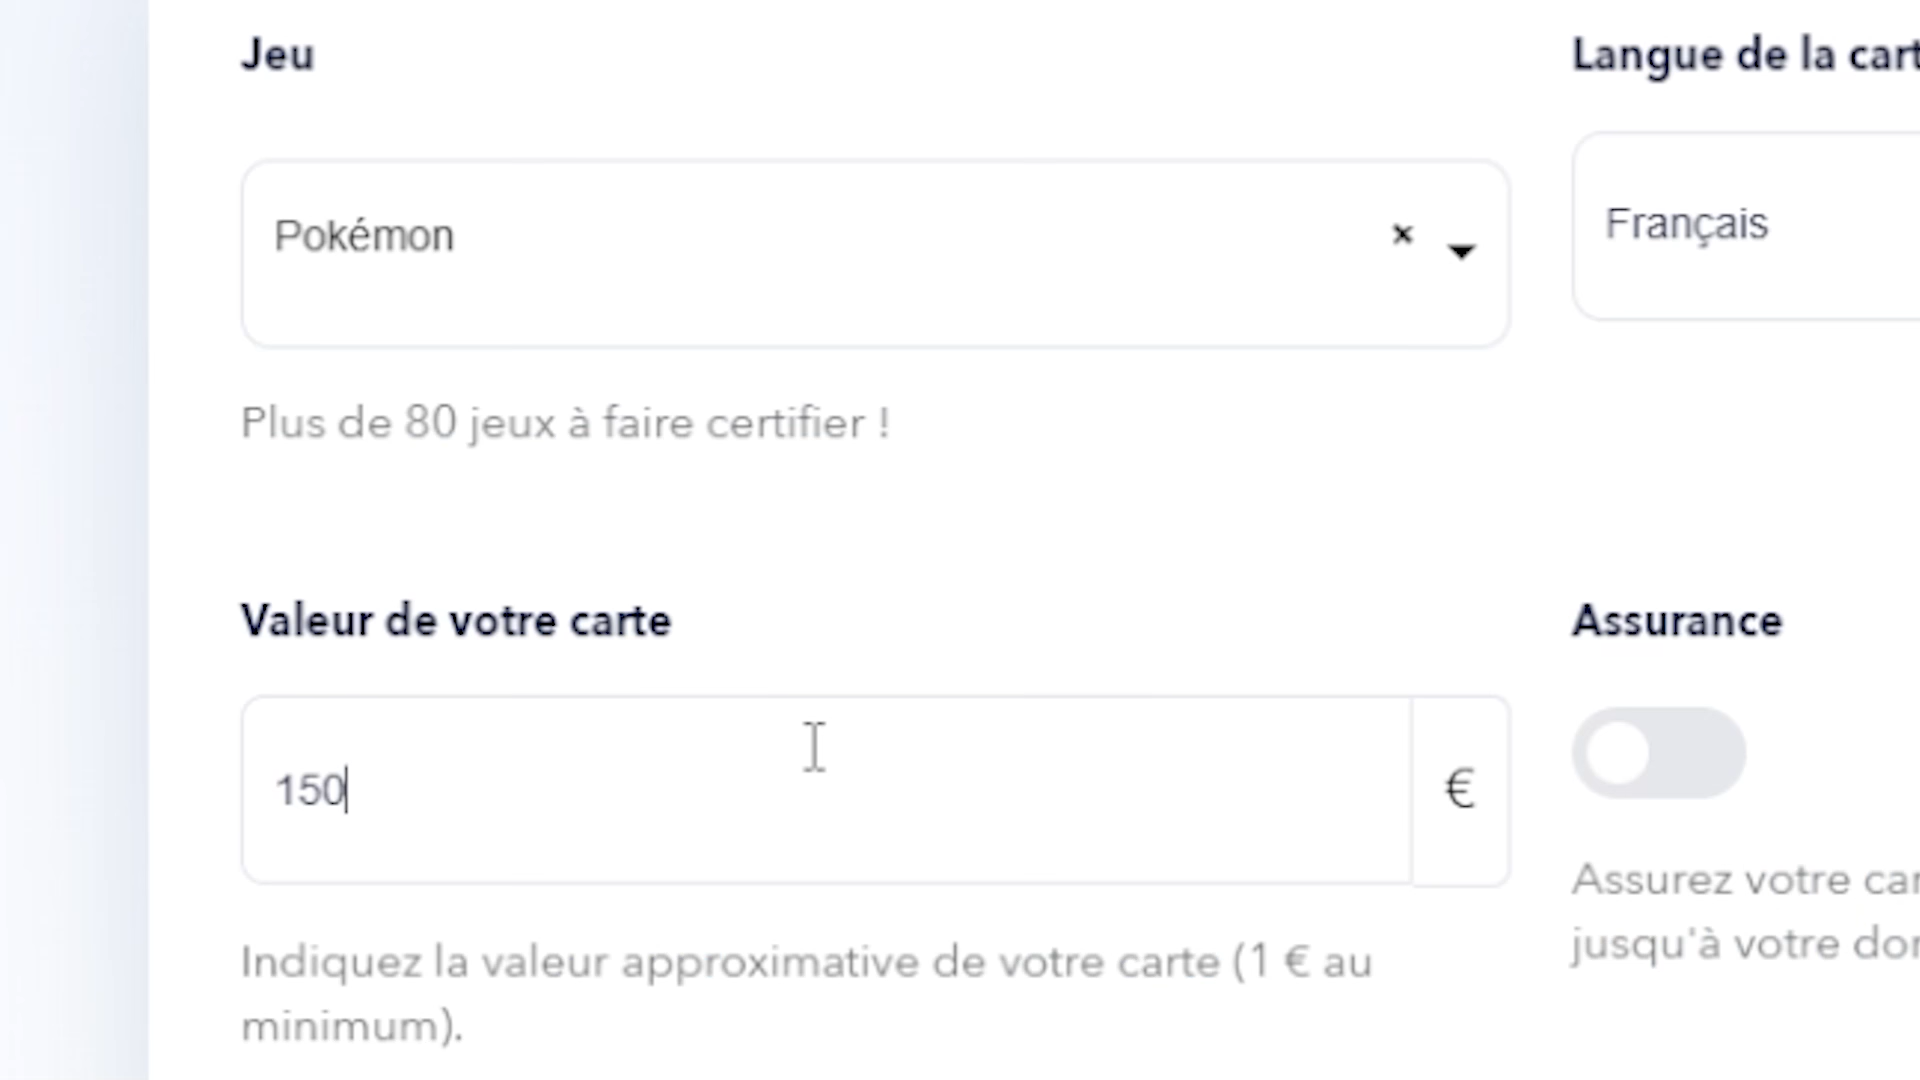 Jeu
Langue de la cart
Pokémon
Français
Plus de 80 jeux à faire certifier !
Valeur de votre carte
Assurance
150
€
Assurez votre car
jusqu'à votre dom
Indiquez la valeur approximative de votre carte (1 € au
minimum).